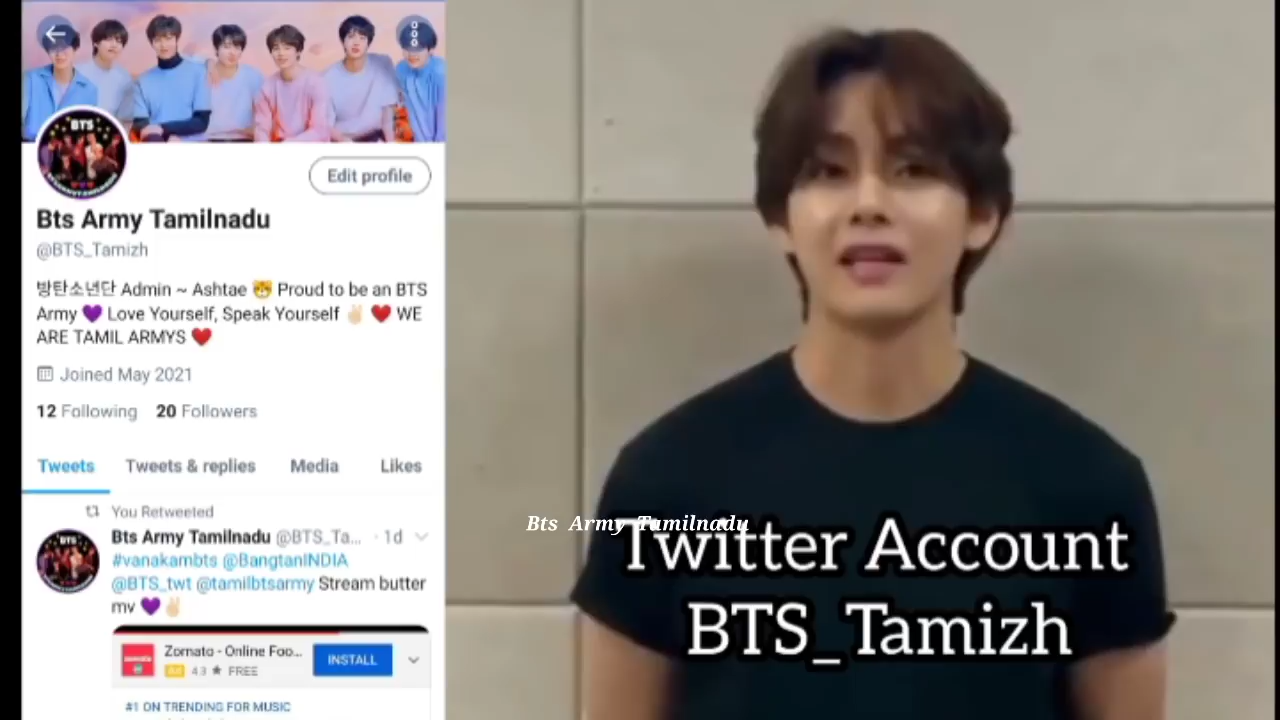 BTS
Edit profile
Bts Army Tamilnadu
@BTS_Tamizh
방탄소년단 Admin ~ Ashtae 🐯 Proud to be an BTS
Army 💜 Love Yourself, Speak Yourself ✌🏻 ❤️ WE
ARE TAMIL ARMYS ❤️
Joined May 2021
12 Following 20 Followers
Tweets Tweets & replies Media Likes
You Retweeted
Bts Army Tamilnadu @BTS_Ta... · 1d
#vanakambts @BangtanINDIA
@BTS_twt @tamilbtsarmy Stream butter
mv 💜✌🏻
Zomato - Online Foo...
Ad 4.3 ★ FREE
INSTALL
#1 ON TRENDING FOR MUSIC
Bts Army Tamilnadu
Twitter Account
BTS_Tamizh